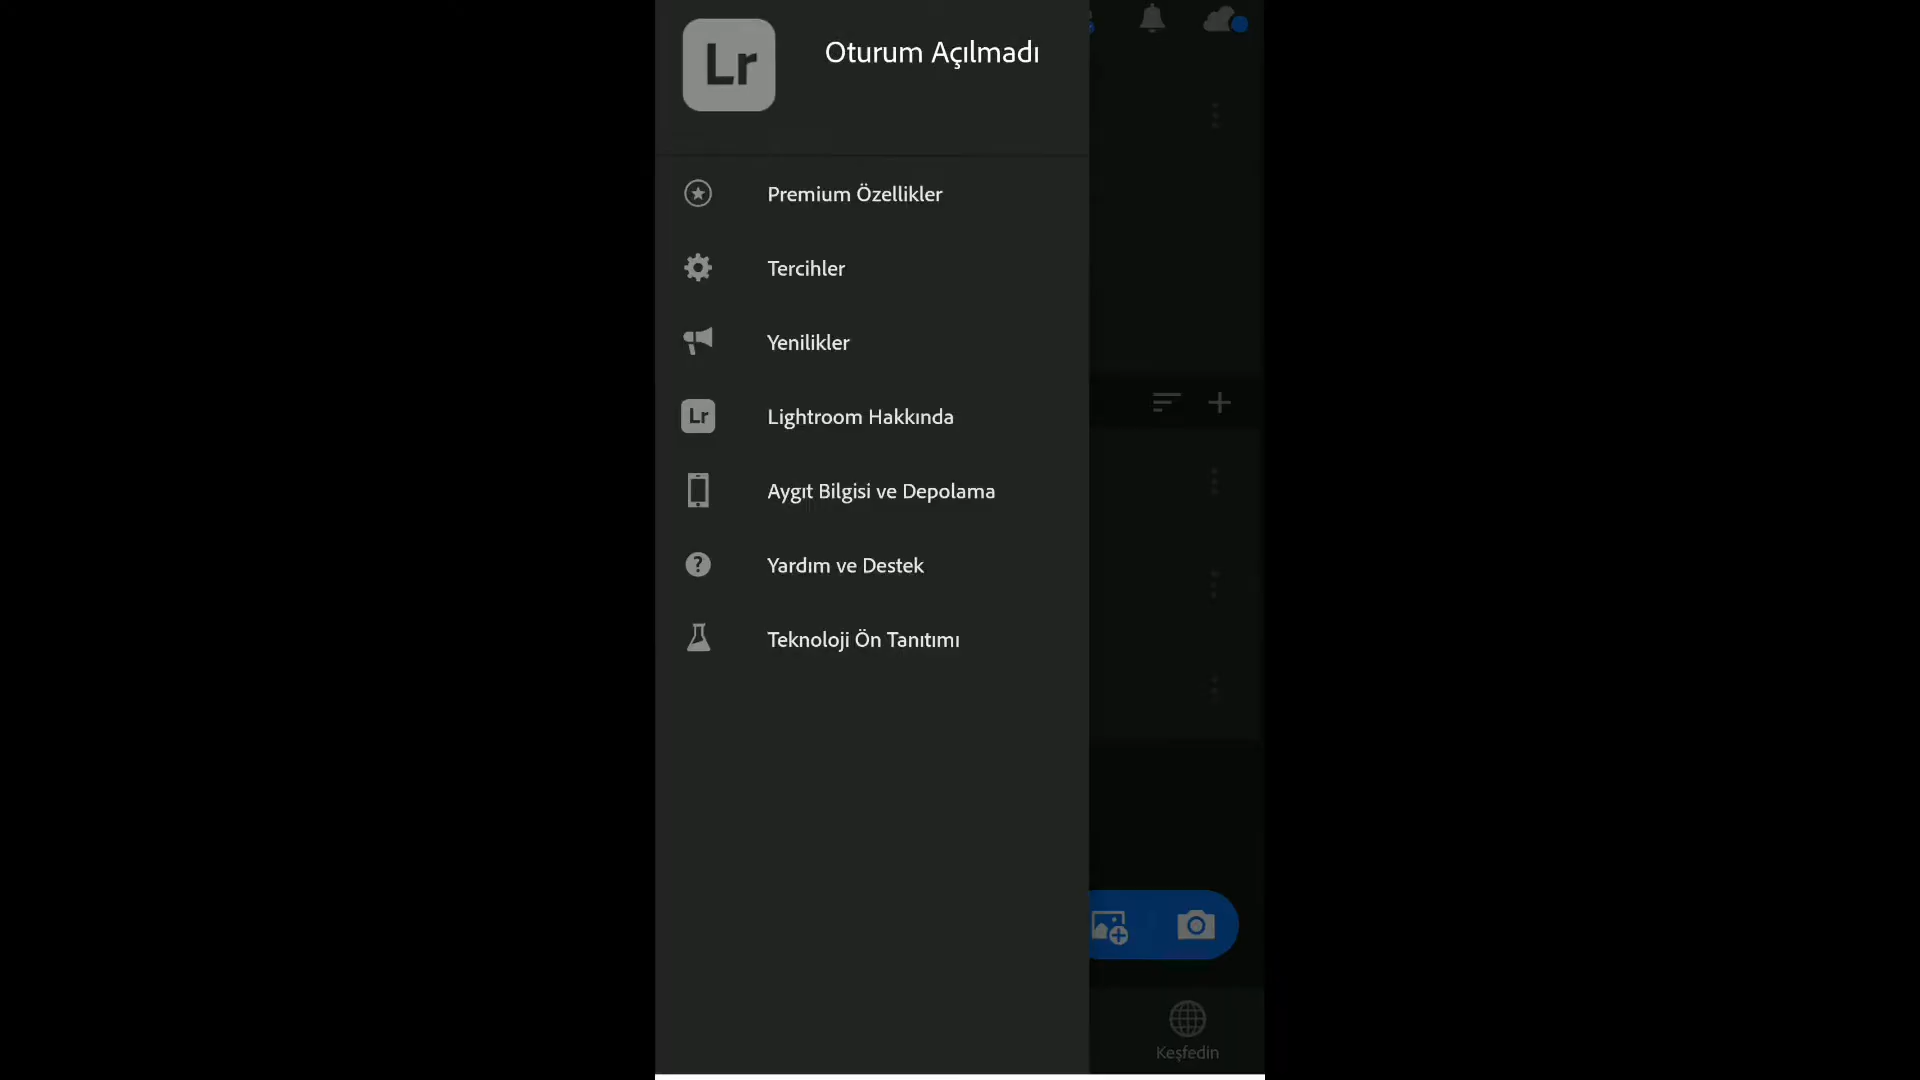 Lr
Oturum Açılmadı
Premium Özellikler
Tercihler
Yenilikler
Lr
Lightroom Hakkında
Aygıt Bilgisi ve Depolama
?
Yardım ve Destek
Teknoloji Ön Tanıtımı
Keşfedin